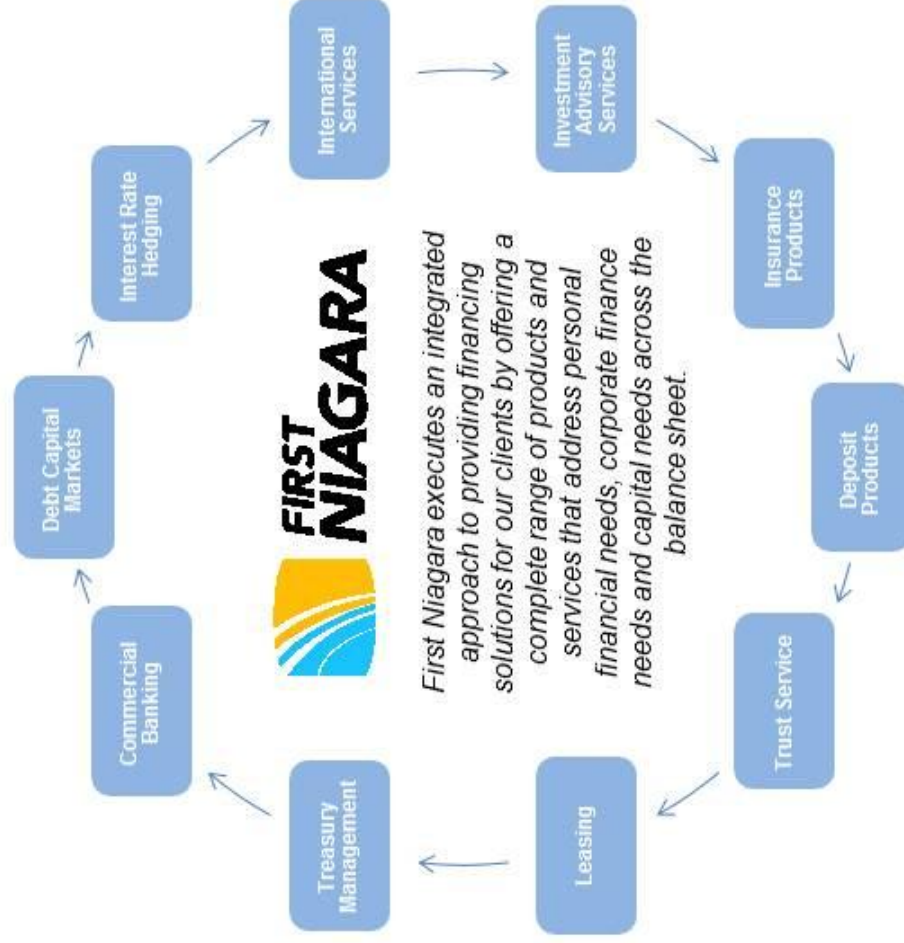 Debt Capital
Markets
Interest Rate
Hedging
International
Services
Investment
Advisory
Services
Insurance
Products
Deposit
Products
Trust Service
Leasing
Treasury
Management
Commercial
Banking
FIRST
NIAGARA
First Niagara executes an integrated
approach to providing financing
solutions for our clients by offering a
complete range of products and
services that address personal
financial needs, corporate finance
needs and capital needs across the
balance sheet.